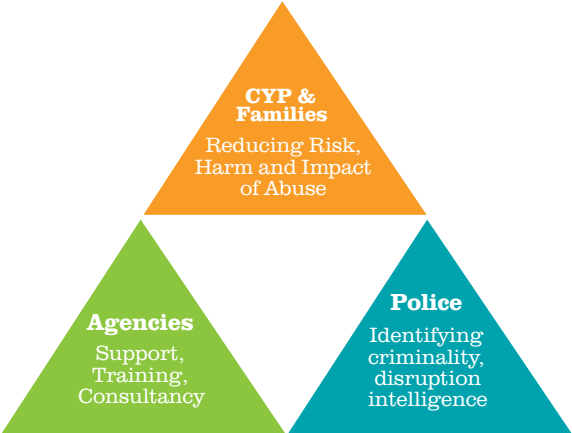 CYP &
Families
Reducing Risk,
Harm and Impact
of Abuse
Agencies
Support,
Training,
Consultancy
Police
Identifying
criminality,
disruption
intelligence